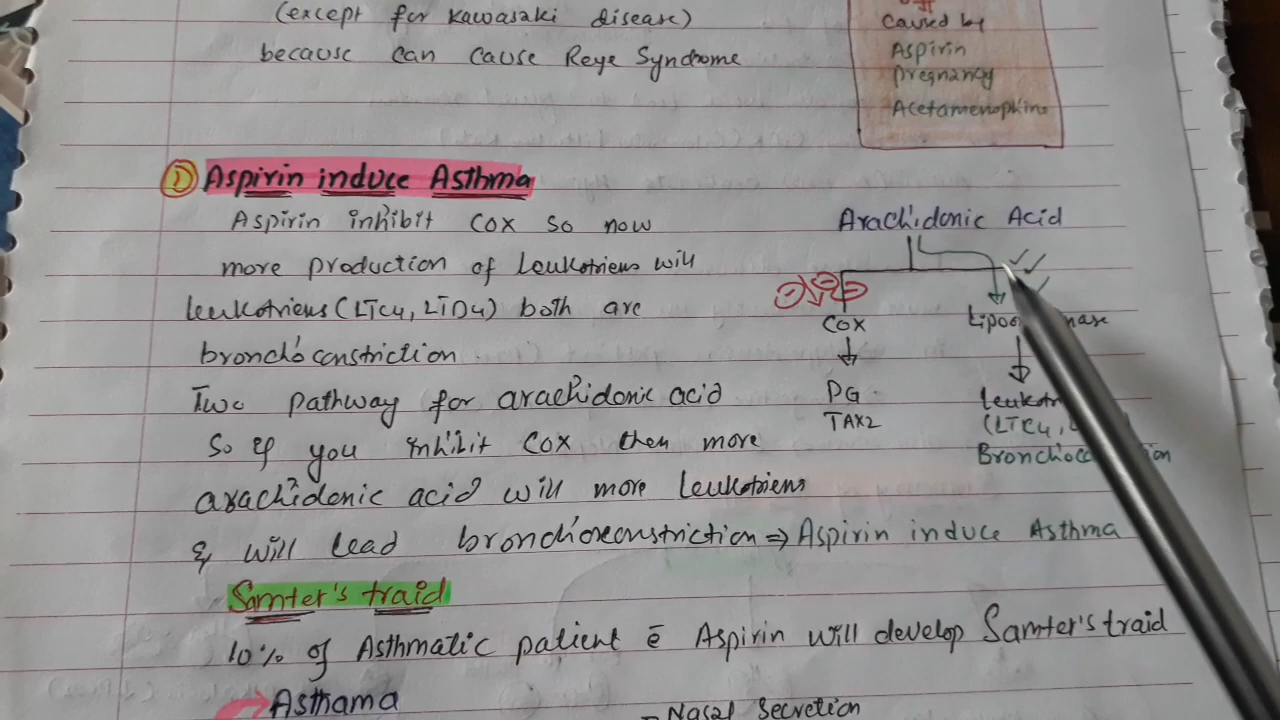 (except for Kawasaki disease)
because can cause Reye Syndrome
Caused by
Aspirin
Pregnancy
Acetamenophine
① Aspirin induce Asthma
Aspirin inhibit COX so now
more production of leukotriens will
leukotriens (LTC4, LTD4) both are
bronchoconstriction
Two pathway for arachidonic acid
So if you inhibit COX then more
arachidonic acid will more leukotriens
& will lead bronchoreconstriction ⇒ Aspirin induce Asthma
Arachidonic Acid
COX
PG
TAX2
(LTC4,
Samter's traid
10% of Asthmatic patient c̄ Aspirin will develop Samter's traid
Asthama
- Nasal Secretion